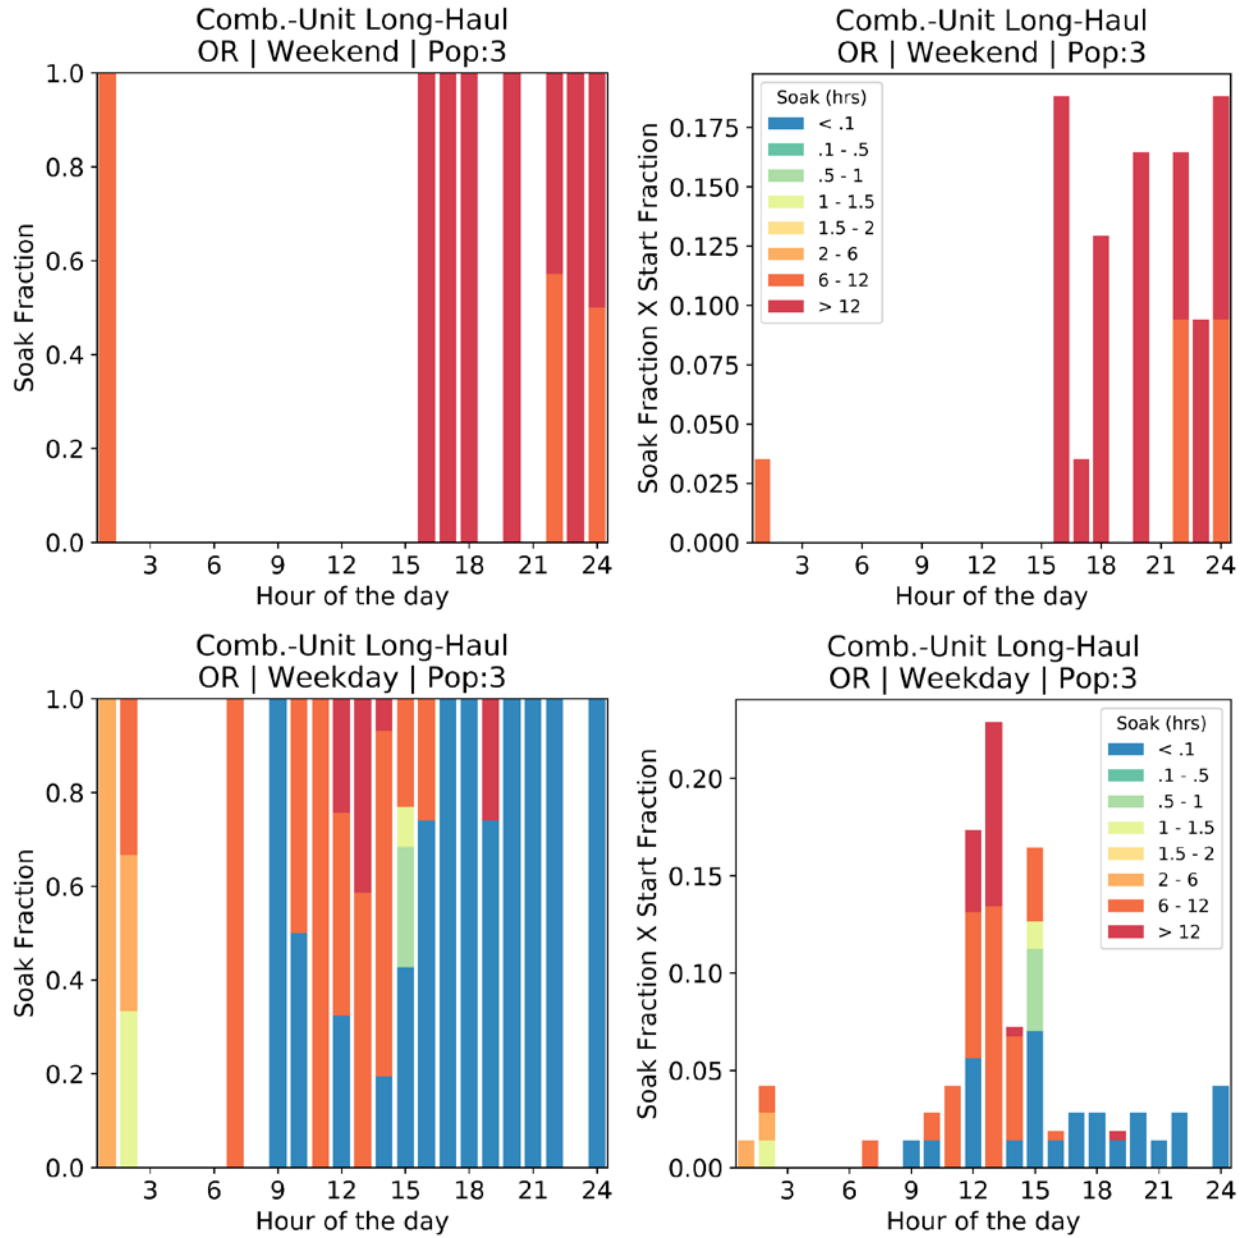 Comb.-Unit Long-Haul
OR | Weekend | Pop:3
1.0
0.8
0.6
0.4
0.2
0.0
Soak Fraction
3 6 9 12 15 18 21 24
Hour of the day
Comb.-Unit Long-Haul
OR | Weekend | Pop:3
0.175
0.150
0.125
0.100
0.075
0.050
0.025
0.000
Soak Fraction X Start Fraction
Soak (hrs)
< .1
.1 - .5
.5 - 1
1 - 1.5
1.5 - 2
2 - 6
6 - 12
> 12
3 6 9 12 15 18 21 24
Hour of the day
Comb.-Unit Long-Haul
OR | Weekday | Pop:3
1.0
0.8
0.6
0.4
0.2
0.0
Soak Fraction
3 6 9 12 15 18 21 24
Hour of the day
Comb.-Unit Long-Haul
OR | Weekday | Pop:3
0.20
0.15
0.10
0.05
0.00
Soak Fraction X Start Fraction
Soak (hrs)
< .1
.1 - .5
.5 - 1
1 - 1.5
1.5 - 2
2 - 6
6 - 12
> 12
3 6 9 12 15 18 21 24
Hour of the day